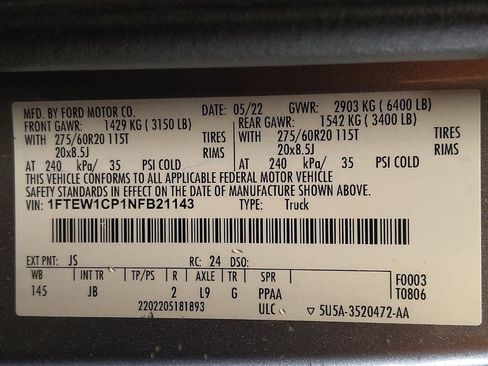 MFD. BY FORD MOTOR CO. DATE: 05/22 GVWR: 2903 KG ( 6400 LB)
FRONT GAWR: 1429 KG ( 3150 LB) REAR GAWR: 1542 KG ( 3400 LB)
WITH 275/60R20 115T TIRES WITH 275/60R20 115T TIRES
20x8.5J RIMS 20x8.5J RIMS
AT 240 kPa/ 35 PSI COLD AT 240 kPa/ 35 PSI COLD
THIS VEHICLE CONFORMS TO ALL APPLICABLE FEDERAL MOTOR VEHICLE
SAFETY STANDARDS IN EFFECT ON THE DATE OF MANUFACTURE SHOWN ABOVE.
VIN: 1FTEW1CP1NFB21143 TYPE: Truck
EXT PNT: JS RC: 24 DSO:
WB INT TR TP/PS R AXLE TR SPR F0003
145 JB 2 L9 G PPAA T0806
2202205181893 ULC ▽ 5U5A-3520472-AA